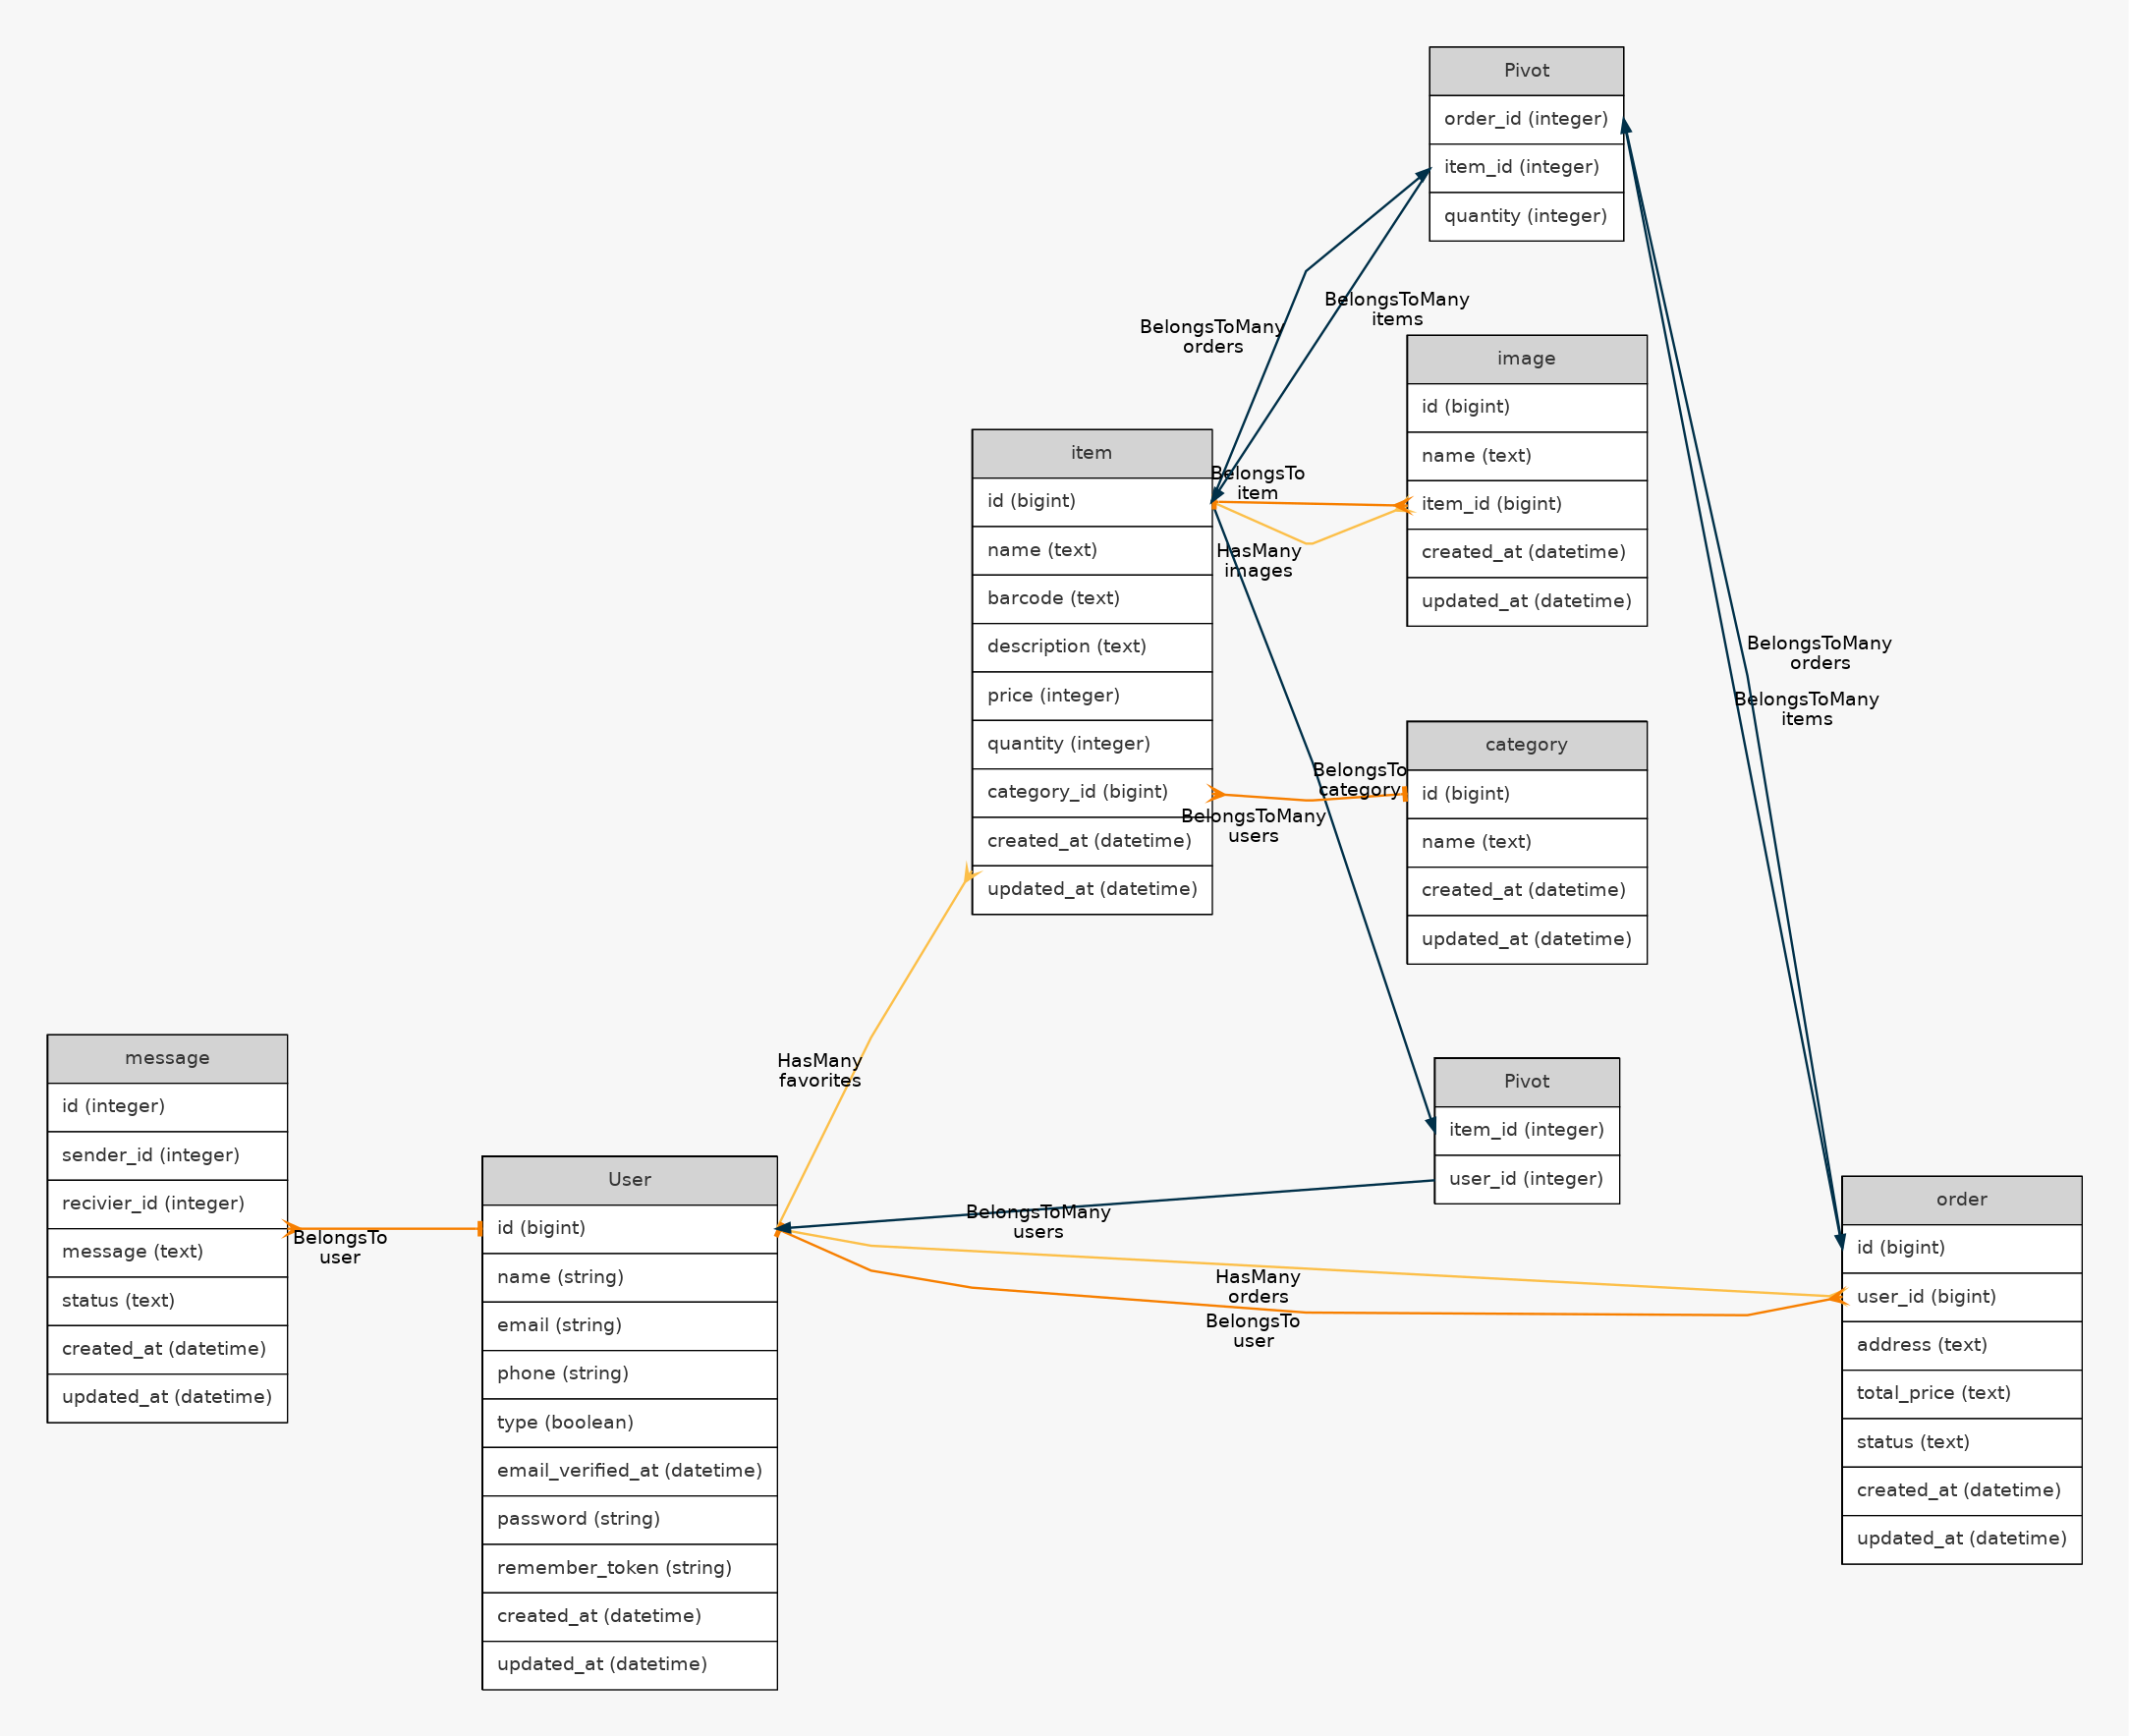 Pivot
order_id (integer)
item_id (integer)
quantity (integer)
BelongsToMany
orders
BelongsToMany
items
image
id (bigint)
name (text)
item_id (bigint)
created_at (datetime)
updated_at (datetime)
item
id (bigint)
name (text)
barcode (text)
description (text)
price (integer)
quantity (integer)
category_id (bigint)
created_at (datetime)
updated_at (datetime)
BelongsTo
item
HasMany
images
BelongsToMany
orders
BelongsToMany
items
category
id (bigint)
name (text)
created_at (datetime)
updated_at (datetime)
BelongsTo
category
BelongsToMany
users
message
id (integer)
sender_id (integer)
recivier_id (integer)
message (text)
status (text)
created_at (datetime)
updated_at (datetime)
BelongsTo
user
HasMany
favorites
User
id (bigint)
name (string)
email (string)
phone (string)
type (boolean)
email_verified_at (datetime)
password (string)
remember_token (string)
created_at (datetime)
updated_at (datetime)
Pivot
item_id (integer)
user_id (integer)
BelongsToMany
users
HasMany
orders
BelongsTo
user
order
id (bigint)
user_id (bigint)
address (text)
total_price (text)
status (text)
created_at (datetime)
updated_at (datetime)